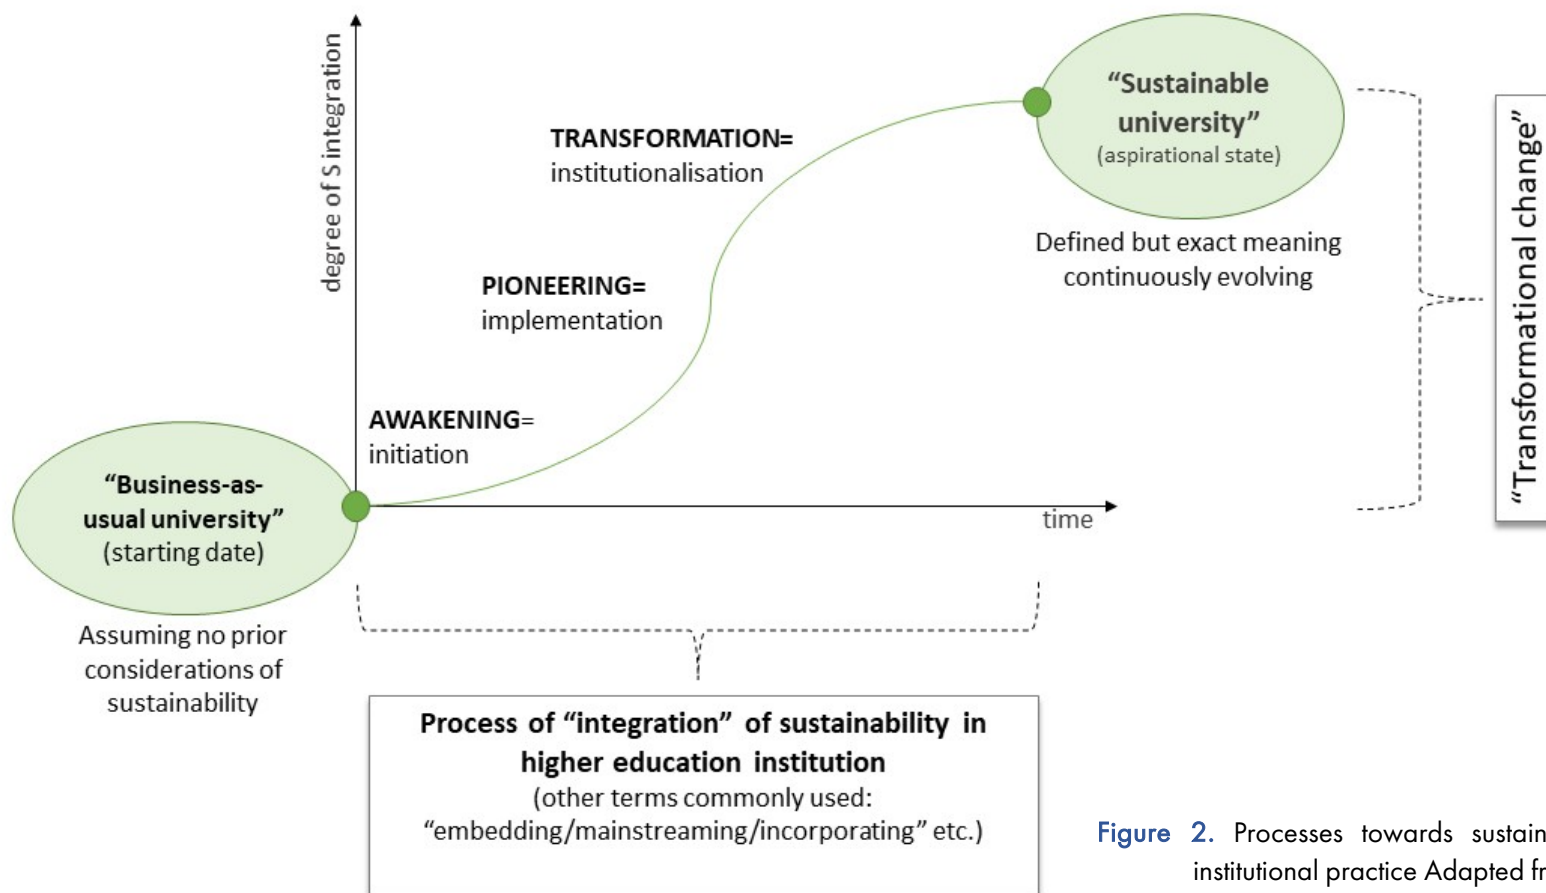 degree of S integration
TRANSFORMATION=
institutionalisation
PIONEERING=
implementation
AWAKENING=
initiation
“Business-as-
usual university”
(starting date)
Assuming no prior
considerations of
sustainability
time
“Sustainable
university”
(aspirational state)
Defined but exact meaning
continuously evolving
“Transformational change”
Process of “integration” of sustainability in
higher education institution
(other terms commonly used:
“embedding/mainstreaming/incorporating” etc.)
Figure 2. Processes towards
institutional practice Adapted